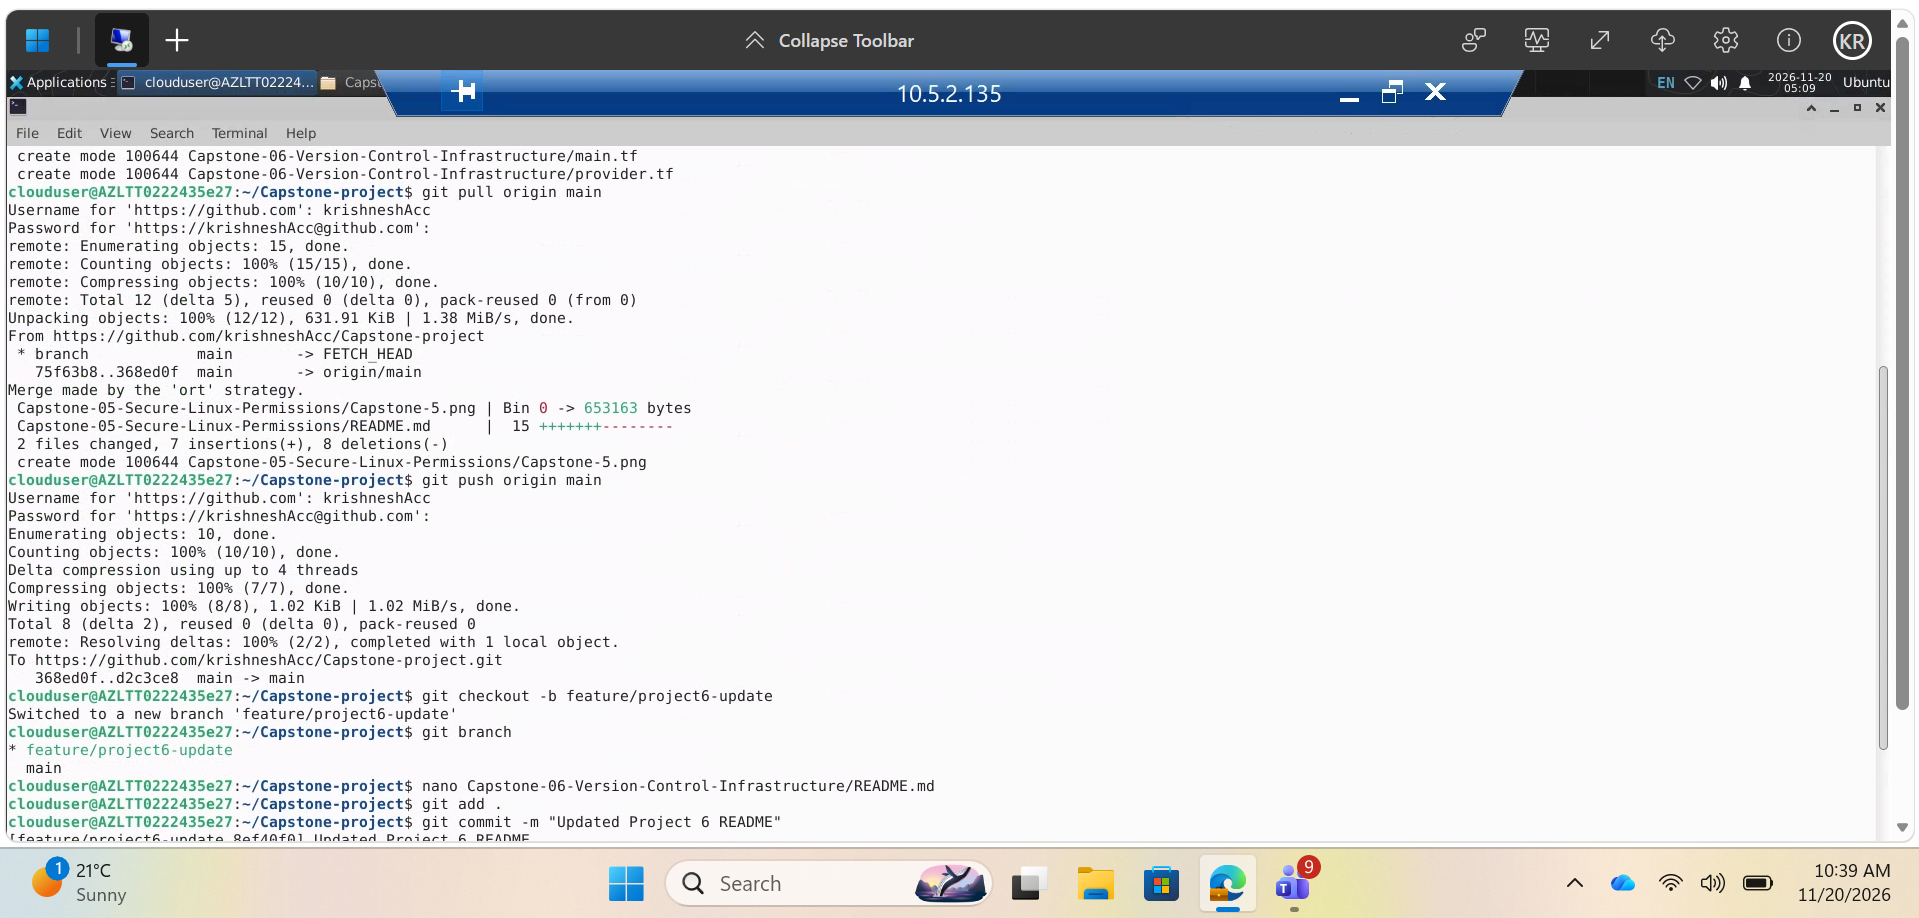 Collapse Toolbar
KR
Applications
clouduser@AZLTT02224...
Caps
10.5.2.135
EN
2026-11-20
05:09
Ubuntu
File Edit View Search Terminal Help
create mode 100644 Capstone-06-Version-Control-Infrastructure/main.tf
create mode 100644 Capstone-06-Version-Control-Infrastructure/provider.tf
clouduser@AZLTT0222435e27:~/Capstone-project$ git pull origin main
Username for 'https://github.com': krishneshAcc
Password for 'https://krishneshAcc@github.com':
remote: Enumerating objects: 15, done.
remote: Counting objects: 100% (15/15), done.
remote: Compressing objects: 100% (10/10), done.
remote: Total 12 (delta 5), reused 0 (delta 0), pack-reused 0 (from 0)
Unpacking objects: 100% (12/12), 631.91 KiB | 1.38 MiB/s, done.
From https://github.com/krishneshAcc/Capstone-project
* branch            main       -> FETCH_HEAD
75f63b8..368ed0f  main       -> origin/main
Merge made by the 'ort' strategy.
Capstone-05-Secure-Linux-Permissions/Capstone-5.png | Bin 0 -> 653163 bytes
Capstone-05-Secure-Linux-Permissions/README.md      |  15 +++++++--------
2 files changed, 7 insertions(+), 8 deletions(-)
create mode 100644 Capstone-05-Secure-Linux-Permissions/Capstone-5.png
clouduser@AZLTT0222435e27:~/Capstone-project$ git push origin main
Username for 'https://github.com': krishneshAcc
Password for 'https://krishneshAcc@github.com':
Enumerating objects: 10, done.
Counting objects: 100% (10/10), done.
Delta compression using up to 4 threads
Compressing objects: 100% (7/7), done.
Writing objects: 100% (8/8), 1.02 KiB | 1.02 MiB/s, done.
Total 8 (delta 2), reused 0 (delta 0), pack-reused 0
remote: Resolving deltas: 100% (2/2), completed with 1 local object.
To https://github.com/krishneshAcc/Capstone-project.git
368ed0f..d2c3ce8  main -> main
clouduser@AZLTT0222435e27:~/Capstone-project$ git checkout -b feature/project6-update
Switched to a new branch 'feature/project6-update'
clouduser@AZLTT0222435e27:~/Capstone-project$ git branch
* feature/project6-update
main
clouduser@AZLTT0222435e27:~/Capstone-project$ nano Capstone-06-Version-Control-Infrastructure/README.md
clouduser@AZLTT0222435e27:~/Capstone-project$ git add .
clouduser@AZLTT0222435e27:~/Capstone-project$ git commit -m "Updated Project 6 README"
[feature/project6-update 8ef40f0] Updated Project 6 README
1
21°C
Sunny
Search
T
9
10:39 AM
11/20/2026